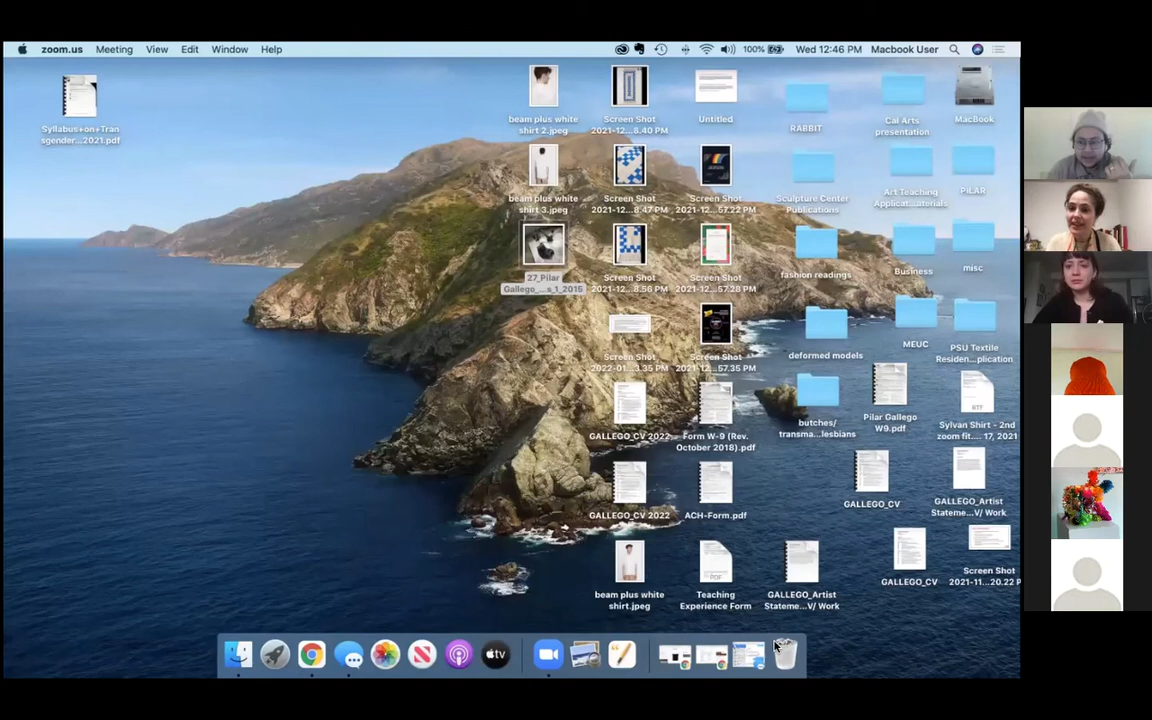 zoom.us Meeting View Edit Window Help
100% Wed 12:46 PM Macbook User
Syllabus+on+Tran
sgender...2021.pdf
beam plus white
shirt 2.jpeg
Screen Shot
2021-12...8.40 PM
Untitled
RABBIT
Cal Arts
presentation
MacBook
beam plus white
shirt 3.jpeg
Screen Shot
2021-12...8.47 PM
Screen Shot
2021-12...57.22 PM
Sculpture Center
Publications
Art Teaching
Applicat...aterials
PILAR
27_Pilar
Gallego_...s_1_2015
Screen Shot
2021-12...8.56 PM
Screen Shot
2021-12...57.28 PM
fashion readings
Business
misc
Screen Shot
2022-01...3.35 PM
Screen Shot
2021-12...57.35 PM
deformed models
MEUC
PSU Textile
Residen...plication
GALLEGO_CV 2022
Form W-9 (Rev.
October 2018).pdf
butches/
transma...lesbians
Pilar Gallego
W9.pdf
RTF
Sylvan Shirt - 2nd
zoom fit.... 17, 2021
GALLEGO_CV 2022
ACH-Form.pdf
GALLEGO_CV
GALLEGO_Artist
Stateme...V/ Work
beam plus white
shirt.jpeg
PDF
Teaching
Experience Form
GALLEGO_Artist
Stateme...V/ Work
GALLEGO_CV
Screen Shot
2021-11...20.22 P
tv